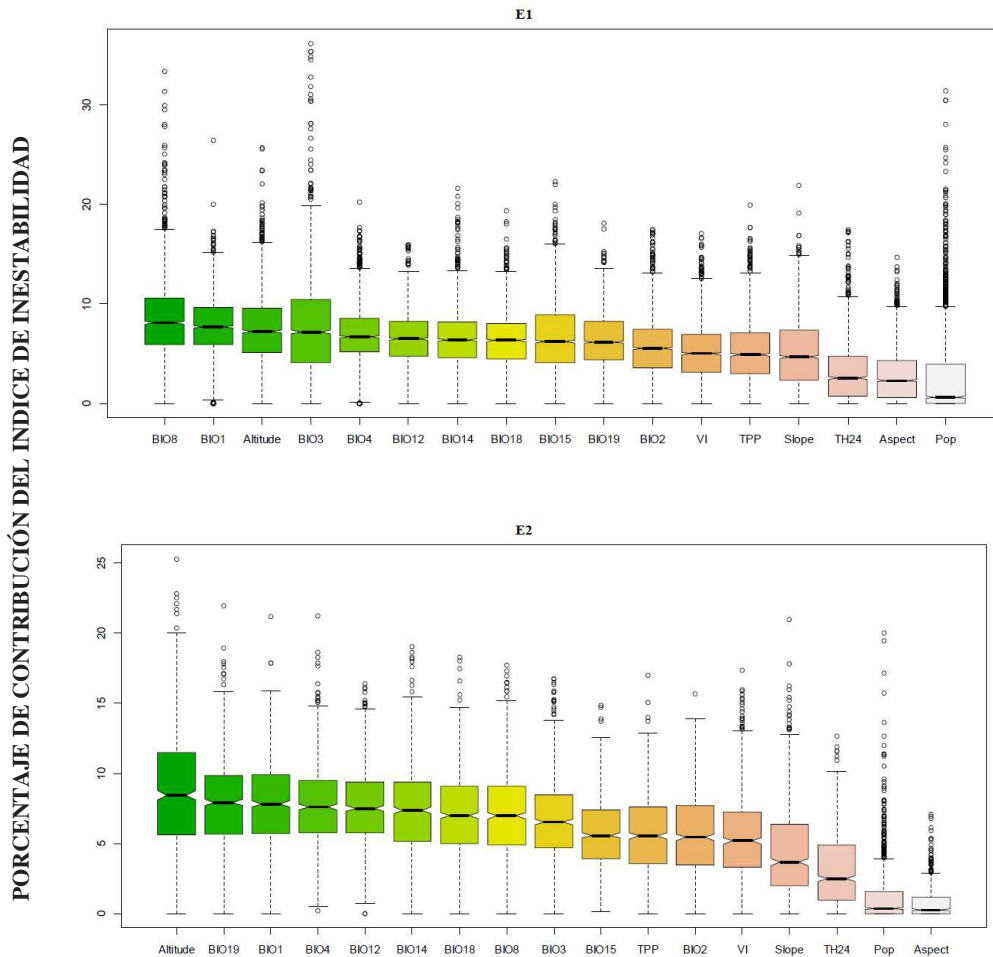 PORCENTAJE DE CONTRIBUCIÓN DEL INDICE DE INESTABILIDAD
E1
30
20
10
0
BIO8 BIO1 Altitude BIO3 BIO4 BIO12 BIO14 BIO18 BIO15 BIO19 BIO2 VI TPP Slope TH24 Aspect Pop
E2
25
20
15
10
5
0
Altitude BIO19 BIO1 BIO4 BIO12 BIO14 BIO18 BIO8 BIO3 BIO15 TPP BIO2 VI Slope TH24 Pop Aspect